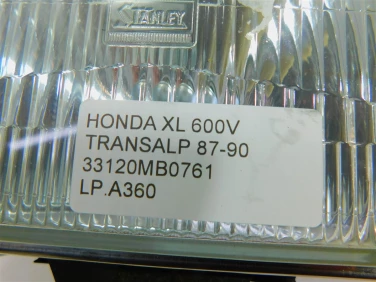 STANLEY
HONDA XL 600V
TRANSALP 87-90
33120MB0761
LP.A360